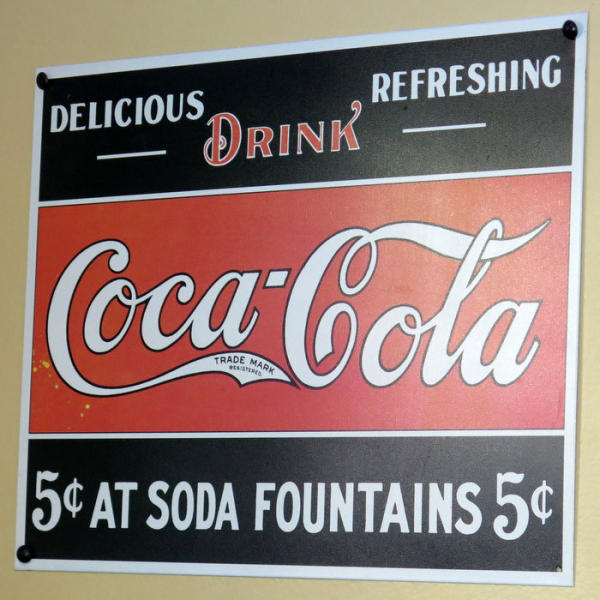 DELICIOUS REFRESHING
DRINK
Coca-Cola
TRADE MARK
REGISTERED.
5¢ AT SODA FOUNTAINS 5¢